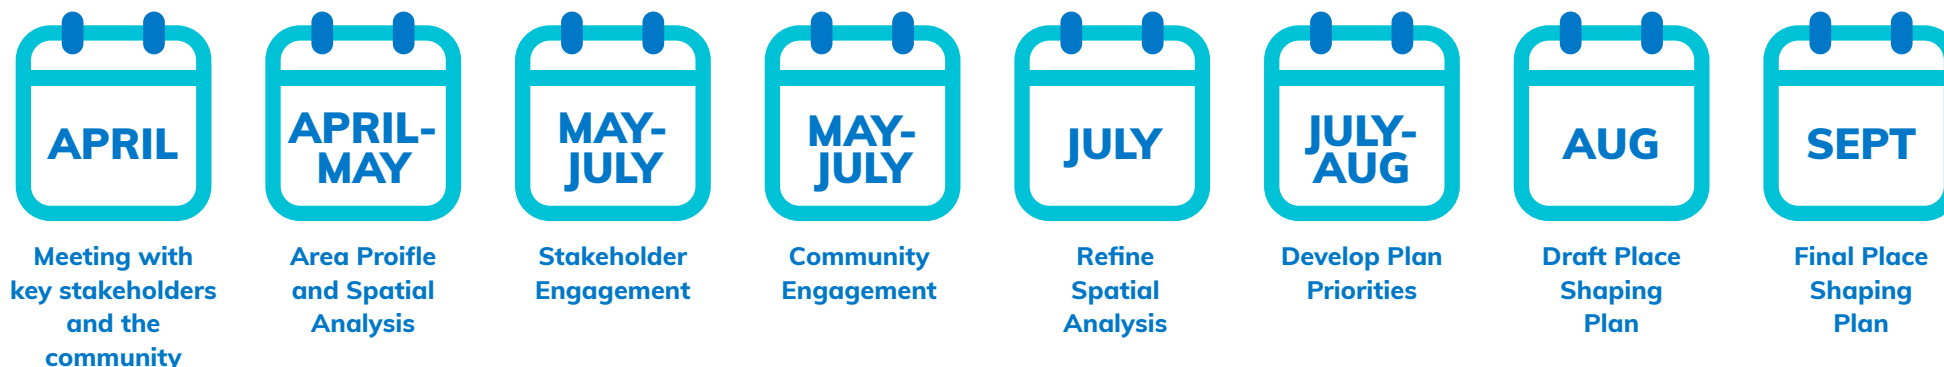 APRIL
Meeting with
key stakeholders
and the
community
APRIL-
MAY
Area Proifle
and Spatial
Analysis
MAY-
JULY
Stakeholder
Engagement
MAY-
JULY
Community
Engagement
JULY
Refine
Spatial
Analysis
JULY-
AUG
Develop Plan
Priorities
AUG
Draft Place
Shaping
Plan
SEPT
Final Place
Shaping
Plan